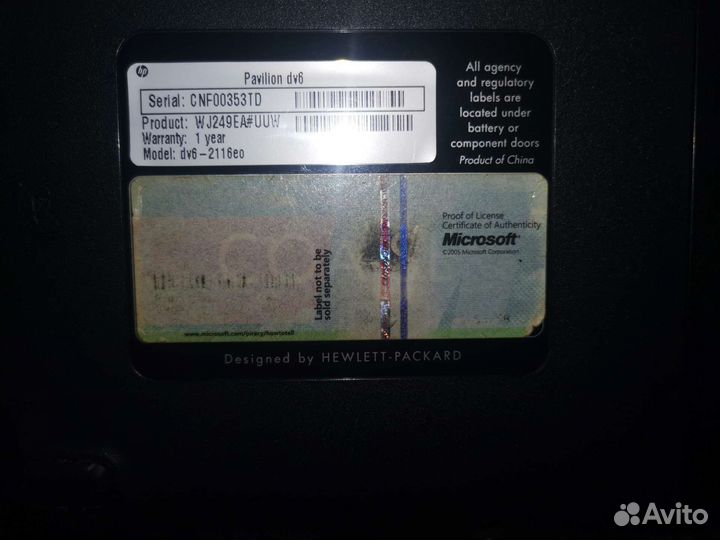 hp
Pavilion dv6
Serial: CNF00353TD
Product: WJ249EA#UUW
Warranty: 1 year
Model: dv6-2116eo
All agency
and regulatory
labels are
located under
battery or
component doors
Product of China
Proof of License
Certificate of Authenticity
Microsoft®
©2005 Microsoft Corporation
Label not to be
sold separately
www.microsoft.com/piracy/howtotell
Designed by HEWLETT-PACKARD
Avito